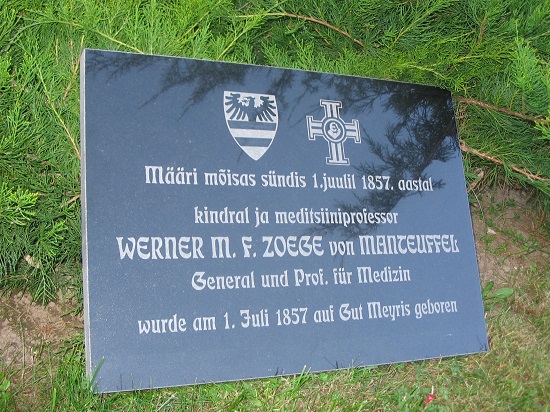 Määri mõisas sündis 1.juulil 1857. aastal
kindral ja meditsiiniprofessor
WERNER M. F. ZOEGE von MANTEUFFEL
General und Prof. für Medizin
wurde am 1. Juli 1857 auf Gut Meyris geboren